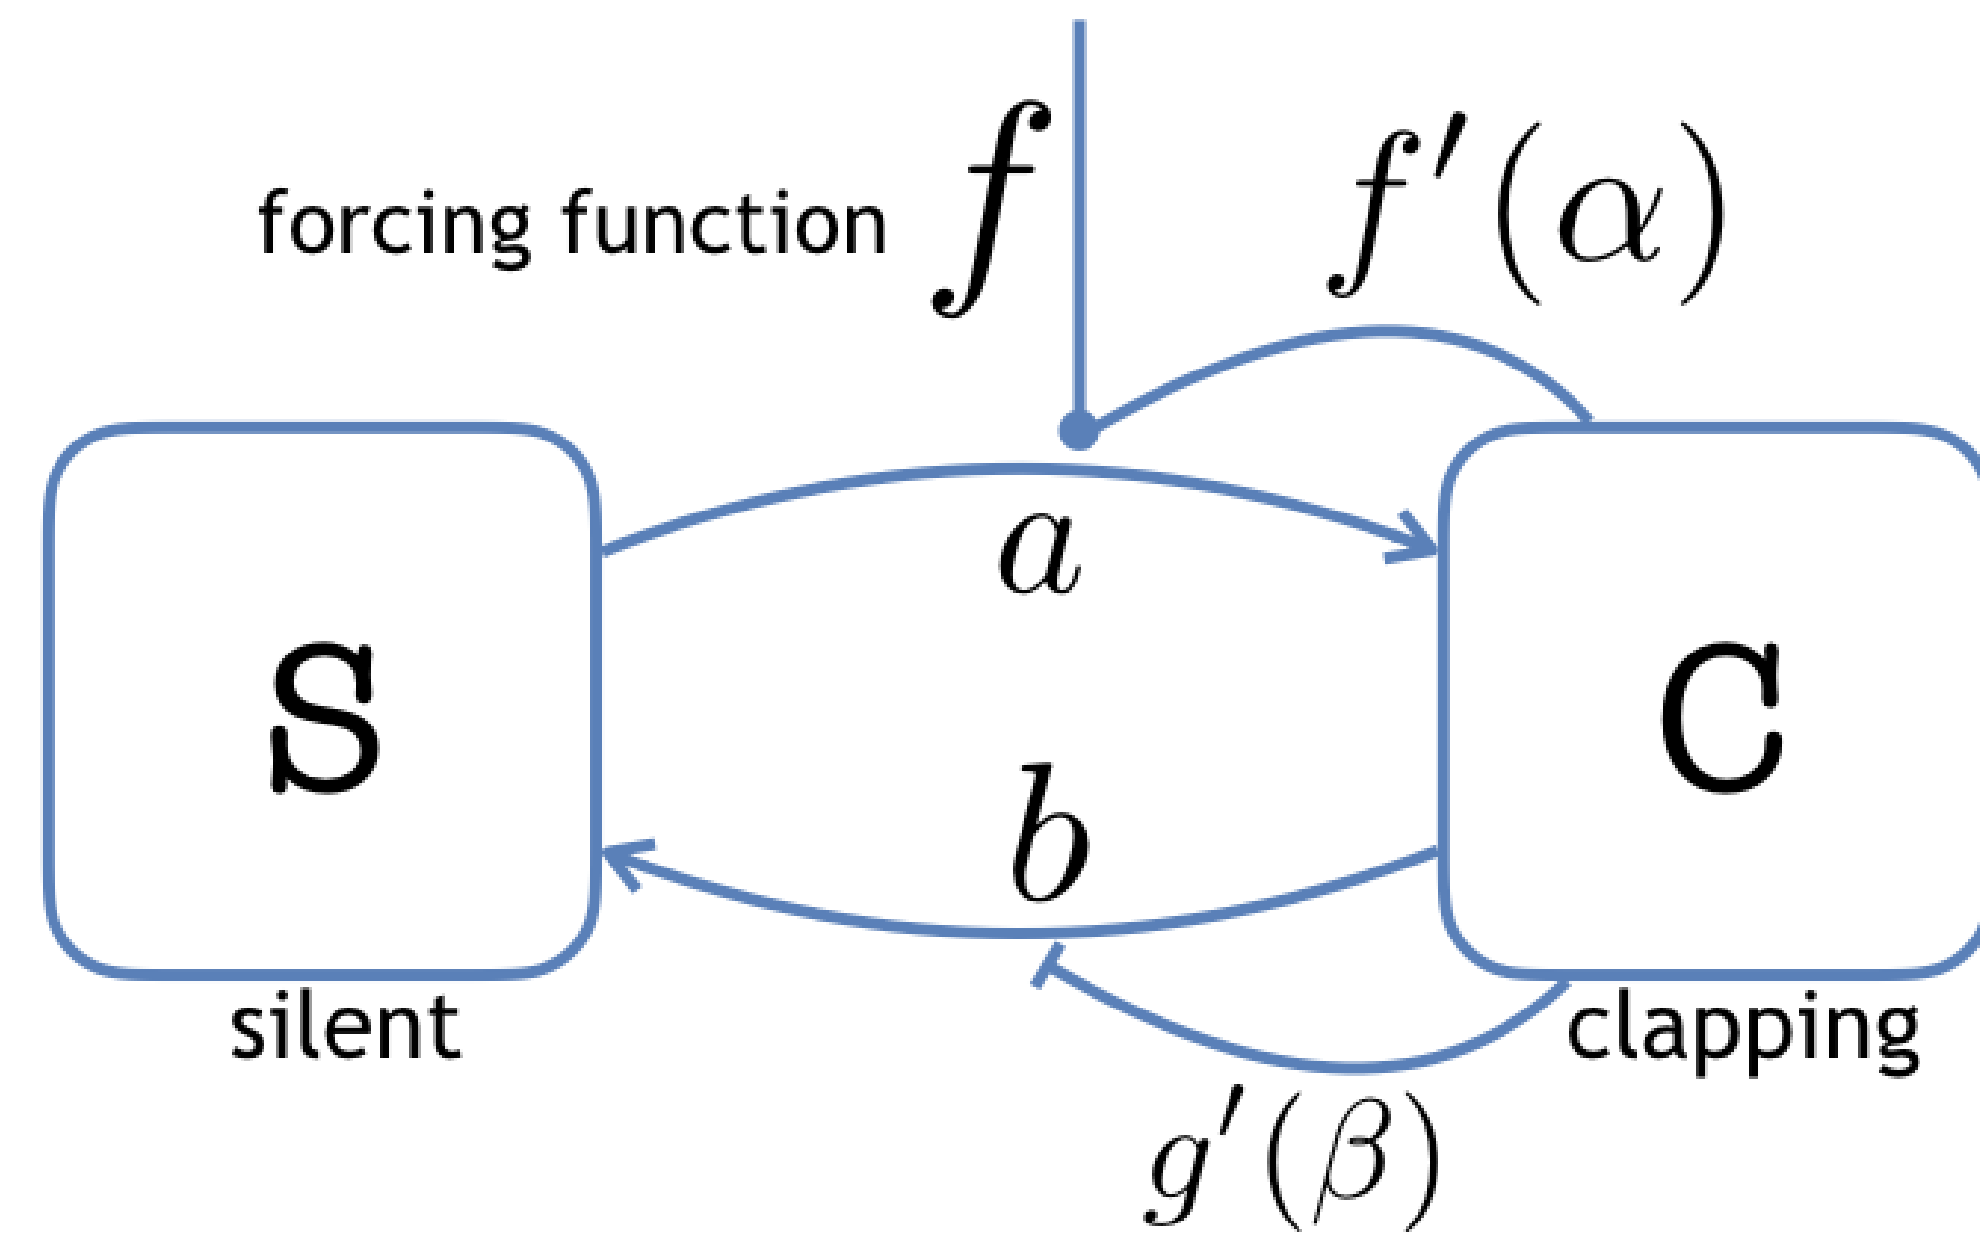 forcing function f
f′(α)
a
S
C
b
silent
clapping
g′(β)